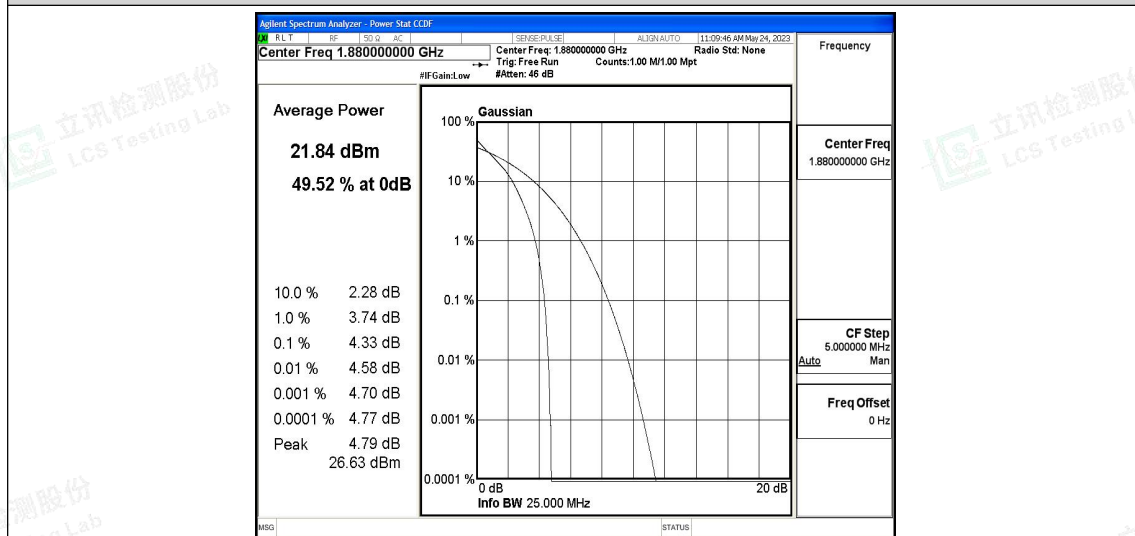 Agilent Spectrum Analyzer - Power Stat CCDF
LXI RLT RF 50 Ω AC SENSE:PULSE ALIGN AUTO 11:09:46 AM May 24, 2023
Center Freq 1.880000000 GHz
Center Freq: 1.880000000 GHz
Radio Std: None
Trig: Free Run Counts:1.00 M/1.00 Mpt
#IFGain:Low #Atten: 46 dB
Average Power
21.84 dBm
49.52 % at 0dB
10.0 % 2.28 dB
1.0 % 3.74 dB
0.1 % 4.33 dB
0.01 % 4.58 dB
0.001 % 4.70 dB
0.0001 % 4.77 dB
Peak 4.79 dB
26.63 dBm
Gaussian
100 %
10 %
1 %
0.1 %
0.01 %
0.001 %
0.0001 %
0 dB 20 dB
Info BW 25.000 MHz
Frequency
Center Freq
1.880000000 GHz
CF Step
5.000000 MHz
Auto Man
Freq Offset
0 Hz
MSG STATUS
立讯检测股份
LCS Testing Lab
立讯检测股份
LCS Testing L
测股份